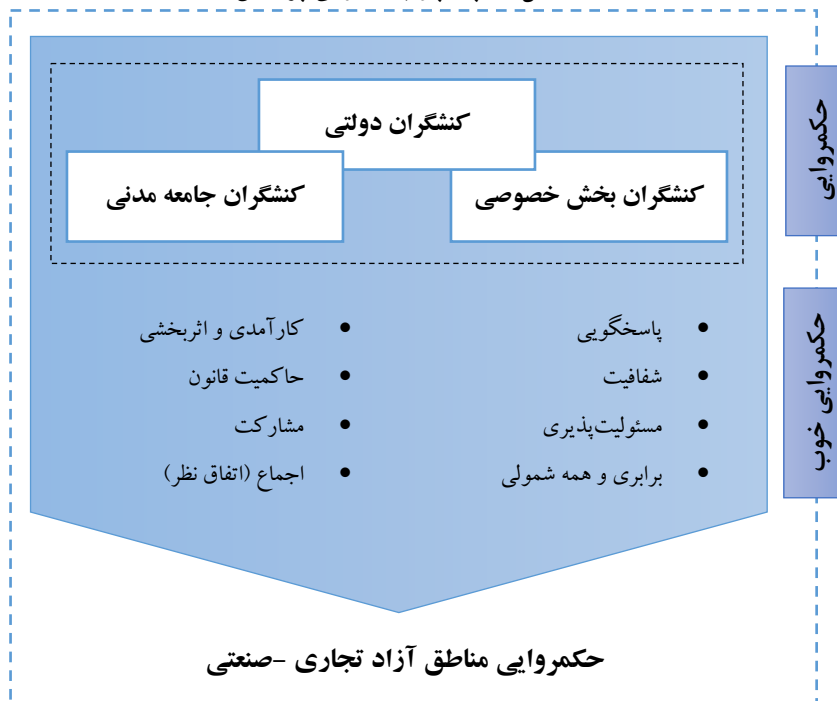 کنشگران دولتی
کنشگران بخش خصوصی
کنشگران جامعه مدنی
حکمروایی
• پاسخگویی
• شفافیت
• مسئولیت‌پذیری
• برابری و همه شمولی
• کارآمدی و اثربخشی
• حاکمیت قانون
• مشارکت
• اجماع (اتفاق نظر)
حکمروایی خوب
حکمروایی مناطق آزاد تجاری -صنعتی